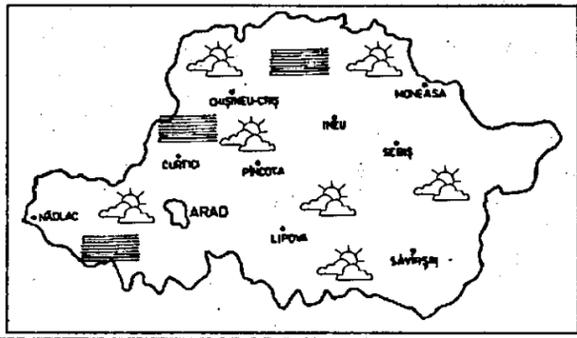 CHIȘINEU-CRIȘ
MONEASA
INEU
SEBIȘ
CURTICI
PÎNCOTA
NĂDLAC
ARAD
LIPOVA
SĂVÎRȘIN